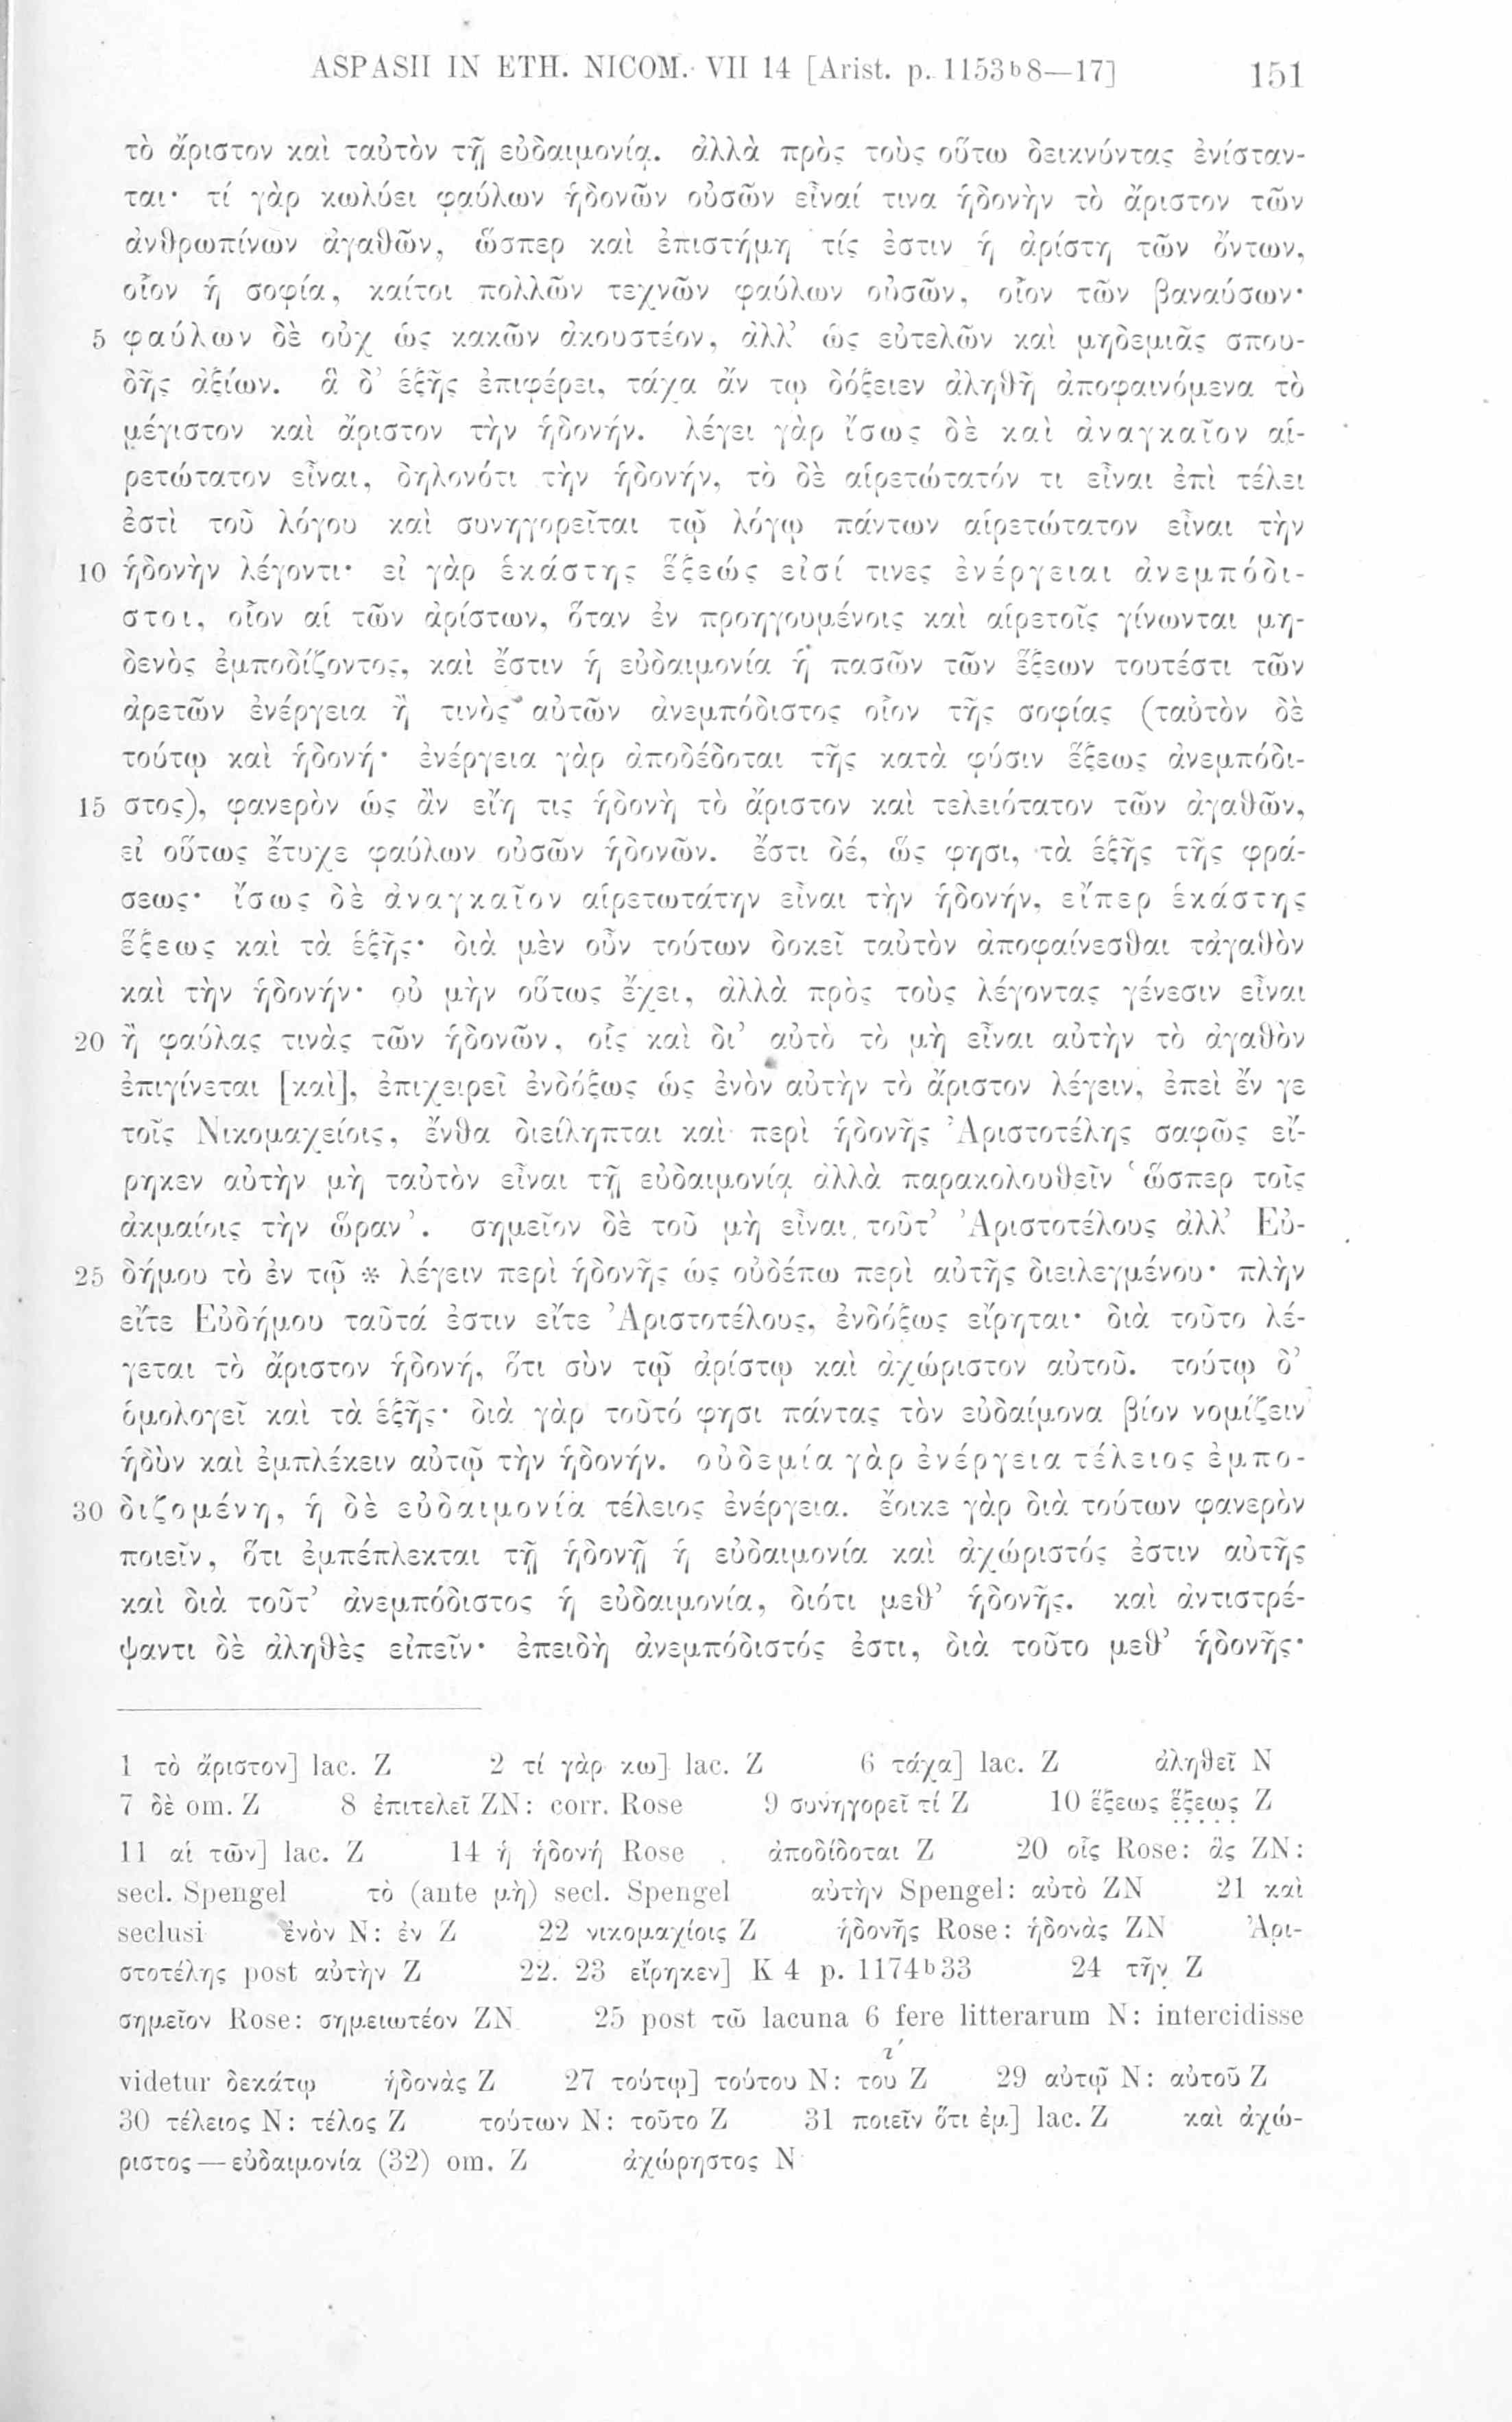 ASPASII IN ETH. NICOM. VII 14 [Arist. p. 1153ᵇ8—17] 151
τὸ ἄριστον καὶ ταὐτὸν τῇ εὐδαιμονίᾳ. ἀλλὰ πρὸς τοὺς οὕτω δεικνύντας ἐνίσταν-
ται· τί γὰρ κωλύει φαύλων ἡδονῶν οὐσῶν εἶναί τινα ἡδονὴν τὸ ἄριστον τῶν
ἀνθρωπίνων ἀγαθῶν, ὥσπερ καὶ ἐπιστήμη τίς ἐστιν ἡ ἀρίστη τῶν ὄντων,
οἷον ἡ σοφία, καίτοι πολλῶν τεχνῶν φαύλων οὐσῶν, οἷον τῶν βαναύσων·
5 φαύλων δὲ οὐχ ὡς κακῶν ἀκουστέον, ἀλλ’ ὡς εὐτελῶν καὶ μηδεμιᾶς σπου-
δῆς ἀξίων. ἃ δ’ ἑξῆς ἐπιφέρει, τάχα ἄν τῳ δόξειεν ἀληθῆ ἀποφαινόμενα τὸ
μέγιστον καὶ ἄριστον τὴν ἡδονήν. λέγει γὰρ ἴσως δὲ καὶ ἀναγκαῖον αἱ-
ρετώτατον εἶναι, δηλονότι τὴν ἡδονήν, τὸ δὲ αἱρετώτατόν τι εἶναι ἐπὶ τέλει
ἐστὶ τοῦ λόγου καὶ συνηγορεῖται τῷ λόγῳ πάντων αἱρετώτατον εἶναι τὴν
10 ἡδονὴν λέγοντι· εἰ γὰρ ἑκάστης ἕξεώς εἰσί τινες ἐνέργειαι ἀνεμπόδι-
στοι, οἷον αἱ τῶν ἀρίστων, ὅταν ἐν προηγουμένοις καὶ αἱρετοῖς γίνωνται μη-
δενὸς ἐμποδίζοντος, καὶ ἔστιν ἡ εὐδαιμονία ἡ πασῶν τῶν ἕξεων τουτέστι τῶν
ἀρετῶν ἐνέργεια ἤ τινὸς αὐτῶν ἀνεμπόδιστος οἷον τῆς σοφίας (ταὐτὸν δὲ
τούτῳ καὶ ἡδονή· ἐνέργεια γὰρ ἀποδέδοται τῆς κατὰ φύσιν ἕξεως ἀνεμπόδι-
15 στος), φανερὸν ὡς ἂν εἴη τις ἡδονὴ τὸ ἄριστον καὶ τελειότατον τῶν ἀγαθῶν,
εἰ οὕτως ἔτυχε φαύλων οὐσῶν ἡδονῶν. ἔστι δέ, ὥς φησι, τὰ ἑξῆς τῆς φρά-
σεως· ἴσως δὲ ἀναγκαῖον αἱρετωτάτην εἶναι τὴν ἡδονήν, εἴπερ ἑκάστης
ἕξεως καὶ τὰ ἑξῆς· διὰ μὲν οὖν τούτων δοκεῖ ταὐτὸν ἀποφαίνεσθαι τἀγαθὸν
καὶ τὴν ἡδονήν· οὐ μὴν οὕτως ἔχει, ἀλλὰ πρὸς τοὺς λέγοντας γένεσιν εἶναι
20 ἢ φαύλας τινὰς τῶν ἡδονῶν, οἷς καὶ δι’ αὐτὸ τὸ μὴ εἶναι αὐτὴν τὸ ἀγαθὸν
ἐπιγίνεται [καὶ], ἐπιχειρεῖ ἐνδόξως ὡς ἐνὸν αὐτὴν τὸ ἄριστον λέγειν, ἐπεὶ ἔν γε
τοῖς Νικομαχείοις, ἔνθα διείληπται καὶ περὶ ἡδονῆς Ἀριστοτέλης σαφῶς εἴ-
ρηκεν αὐτὴν μὴ ταὐτὸν εἶναι τῇ εὐδαιμονίᾳ ἀλλὰ παρακολουθεῖν ‘ὥσπερ τοῖς
ἀκμαίοις τὴν ὥραν’. σημεῖον δὲ τοῦ μὴ εἶναι τοῦτ’ Ἀριστοτέλους ἀλλ’ Εὐ-
25 δήμου τὸ ἐν τῷ * λέγειν περὶ ἡδονῆς ὡς οὐδέπω περὶ αὐτῆς διειλεγμένου· πλὴν
εἴτε Εὐδήμου ταῦτά ἐστιν εἴτε Ἀριστοτέλους, ἐνδόξως εἴρηται· διὰ τοῦτο λέ-
γεται τὸ ἄριστον ἡδονή, ὅτι σὺν τῷ ἀρίστῳ καὶ ἀχώριστον αὐτοῦ. τούτῳ δ’
ὁμολογεῖ καὶ τὰ ἑξῆς· διὰ γὰρ τοῦτό φησι πάντας τὸν εὐδαίμονα βίον νομίζειν
ἡδὺν καὶ ἐμπλέκειν αὐτῷ τὴν ἡδονήν. οὐδεμία γὰρ ἐνέργεια τέλειος ἐμπο-
30 διζομένη, ἡ δὲ εὐδαιμονία τέλειος ἐνέργεια. ἔοικε γὰρ διὰ τούτων φανερὸν
ποιεῖν, ὅτι ἐμπέπλεκται τῇ ἡδονῇ ἡ εὐδαιμονία καὶ ἀχώριστός ἐστιν αὐτῆς
καὶ διὰ τοῦτ’ ἀνεμπόδιστος ἡ εὐδαιμονία, διότι μεθ’ ἡδονῆς. καὶ ἀντιστρέ-
ψαντι δὲ ἀληθὲς εἰπεῖν· ἐπειδὴ ἀνεμπόδιστός ἐστι, διὰ τοῦτο μεθ’ ἡδονῆς·
1 τὸ ἄριστον] lac. Z 2 τί γὰρ κω] lac. Z 6 τάχα] lac. Z ἀληθεῖ N
7 δὲ om. Z 8 ἐπιτελεῖ ZN: corr. Rose 9 συνηγορεῖ τί Z 10 ἕξεως ἕξεως Z
11 αἱ τῶν] lac. Z 14 ἡ ἡδονή Rose ἀποδίδοται Z 20 οἷς Rose: ἃς ZN:
secl. Spengel τὸ (ante μὴ) secl. Spengel αὐτὴν Spengel: αὐτὸ ZN 21 καὶ
seclusi ἐνὸν N: ἐν Z 22 νικομαχίοις Z ἡδονῆς Rose: ἡδονὰς ZN Ἀρι-
στοτέλης post αὐτὴν Z 22. 23 εἴρηκεν] K 4 p. 1174ᵇ33 24 τῆν Z
σημεῖον Rose: σημειωτέον ZN 25 post τῶ lacuna 6 fere litterarum N: intercidisse
videtur δεκάτῳ ἡδονὰς Z 27 τούτῳ] τούτου N: του Z 29 αὐτῷ N: αὐτοῦ Z
30 τέλειος N: τέλος Z τούτων N: τοῦτο Z 31 ποιεῖν ὅτι ἐμ] lac. Z καὶ ἀχώ-
ριστος—εὐδαιμονία (32) om. Z ἀχώρηστος N